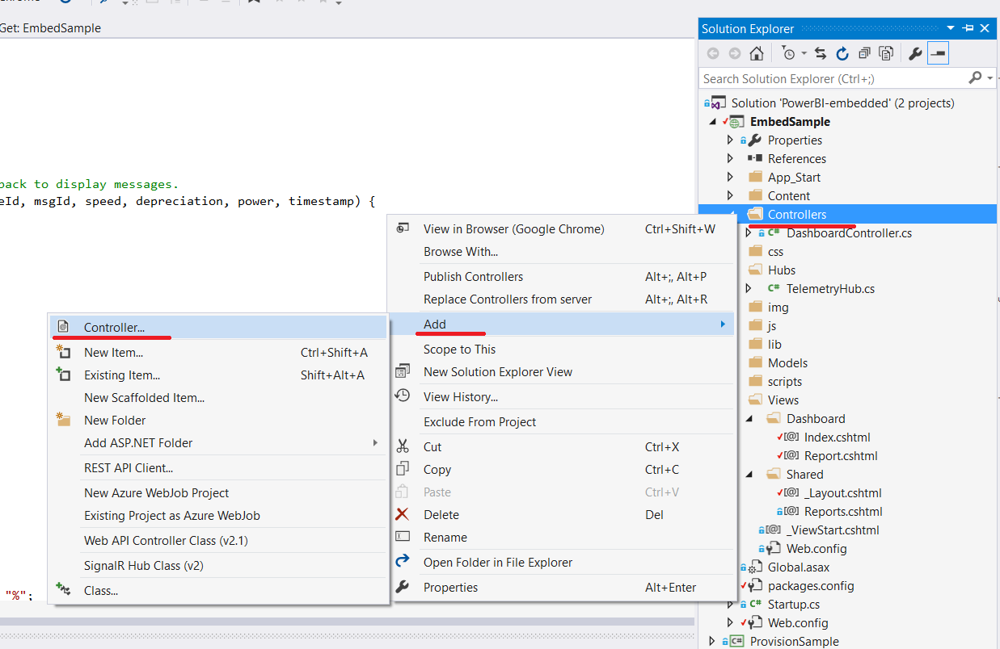 Get: EmbedSample
back to display messages.
eId, msgId, speed, depreciation, power, timestamp) {
"%";
Controller...
New Item... Ctrl+Shift+A
Existing Item... Shift+Alt+A
New Scaffolded Item...
New Folder
Add ASP.NET Folder
REST API Client...
New Azure WebJob Project
Existing Project as Azure WebJob
Web API Controller Class (v2.1)
SignalR Hub Class (v2)
Class...
View in Browser (Google Chrome) Ctrl+Shift+W
Browse With...
Publish Controllers Alt+;, Alt+P
Replace Controllers from server Alt+;, Alt+R
Add
Scope to This
New Solution Explorer View
View History...
Exclude From Project
Cut Ctrl+X
Copy Ctrl+C
Paste Ctrl+V
Delete Del
Rename
Open Folder in File Explorer
Properties Alt+Enter
Solution Explorer
Search Solution Explorer (Ctrl+;)
Solution 'PowerBI-embedded' (2 projects)
EmbedSample
Properties
References
App_Start
Content
Controllers
C# DashboardController.cs
css
Hubs
C# TelemetryHub.cs
img
js
lib
Models
scripts
Views
Dashboard
[@] Index.cshtml
[@] Report.cshtml
Shared
[@] _Layout.cshtml
[@] Reports.cshtml
[@] _ViewStart.cshtml
Web.config
Global.asax
packages.config
C# Startup.cs
Web.config
C# ProvisionSample